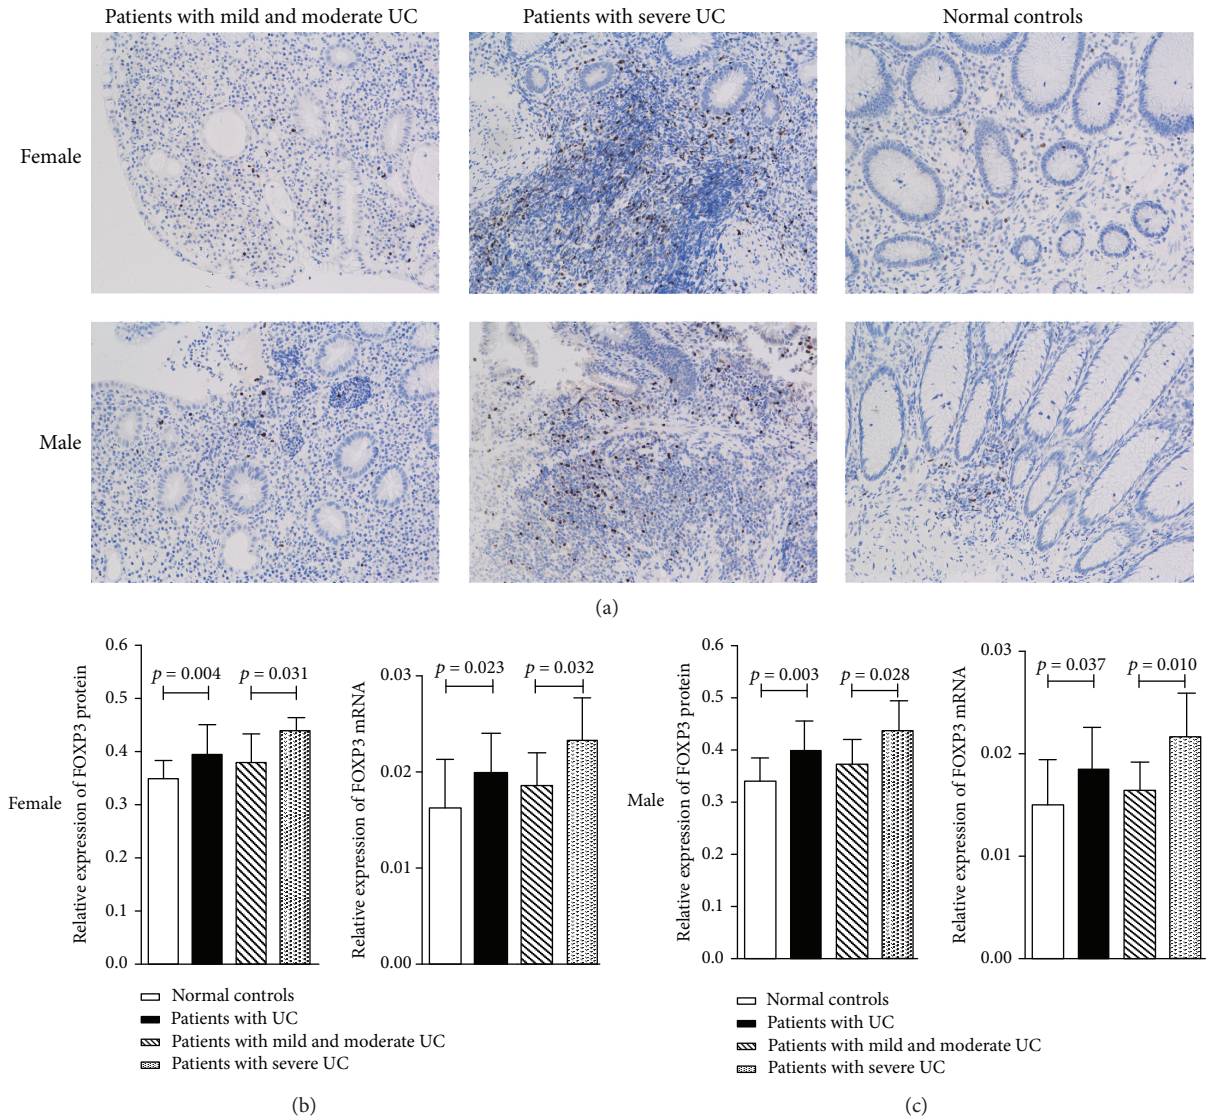 Patients with mild and moderate UC
Patients with severe UC
Normal controls
Female
Male
(a)
Female
Relative expression of FOXP3 protein
0.6
0.5
0.4
0.3
0.2
0.1
0.0
p = 0.004
p = 0.031
Relative expression of FOXP3 mRNA
0.03
0.02
0.01
0.00
p = 0.023
p = 0.032
Normal controls
Patients with UC
Patients with mild and moderate UC
Patients with severe UC
(b)
Male
Relative expression of FOXP3 protein
0.6
0.5
0.4
0.3
0.2
0.1
0.0
p = 0.003
p = 0.028
Relative expression of FOXP3 mRNA
0.03
0.02
0.01
0.00
p = 0.037
p = 0.010
Normal controls
Patients with UC
Patients with mild and moderate UC
Patients with severe UC
(c)